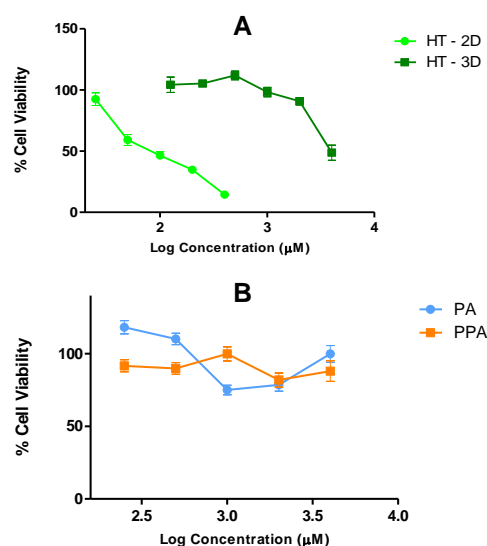 A
HT - 2D
HT - 3D
150
100
50
0
% Cell Viability
2
3
4
Log Concentration (µM)
B
PA
PPA
100
50
0
% Cell Viability
2.5
3.0
3.5
4.0
Log Concentration (µM)